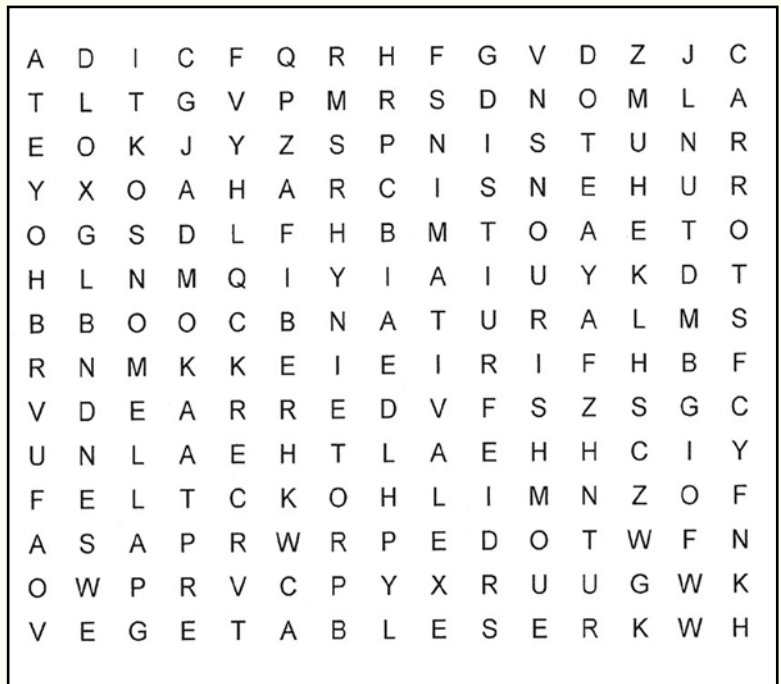 A D I C F Q R H F G V D Z J C
T L T G V P M R S D N O M L A
E O K J Y Z S P N I S T U N R
Y X O A H A R C I S N E H U R
O G S D L F H B M T O A E T O
H L N M Q I Y I A I U Y K D T
B B O O C B N A T U R A L M S
R N M K K E I E I R I F H B F
V D E A R R E D V F S Z S G C
U N L A E H T L A E H H C I Y
F E L T C K O H L I M N Z O F
A S A P R W R P E D O T W F N
O W P R V C P Y X R U U G W K
V E G E T A B L E S E R K W H